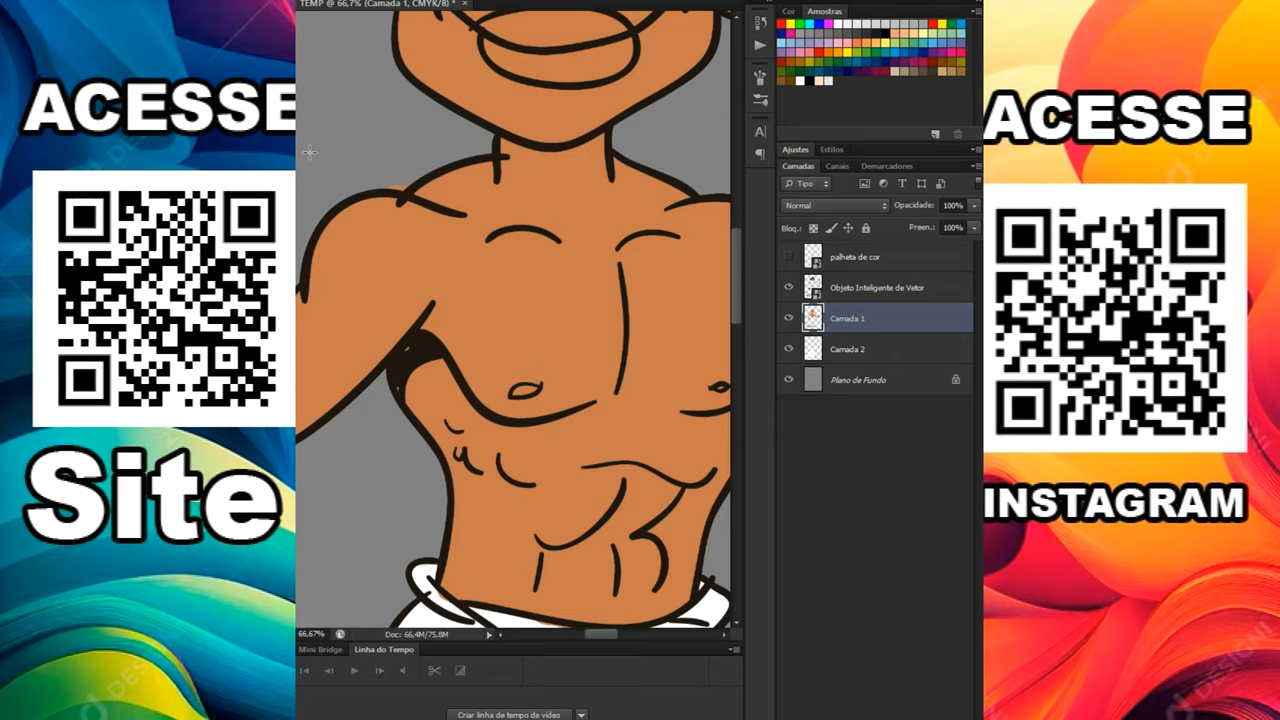 TEMP @ 66,7% (Camada 1, CMYK/8) * ×
ACESSE
Site
Cor Amostras
A|
Ajustes Estilos
Camadas Canais Demarcadores
Tipo
Normal Opacidade: 100%
Bloq.: Preen.: 100%
palheta de cor
Objeto Inteligente de Vetor
Camada 1
Camada 2
Plano de Fundo
66,67% Doc: 66,4M/75,8M
Mini Bridge Linha do Tempo
Criar linha de tempo de vídeo
ACESSE
INSTAGRAM